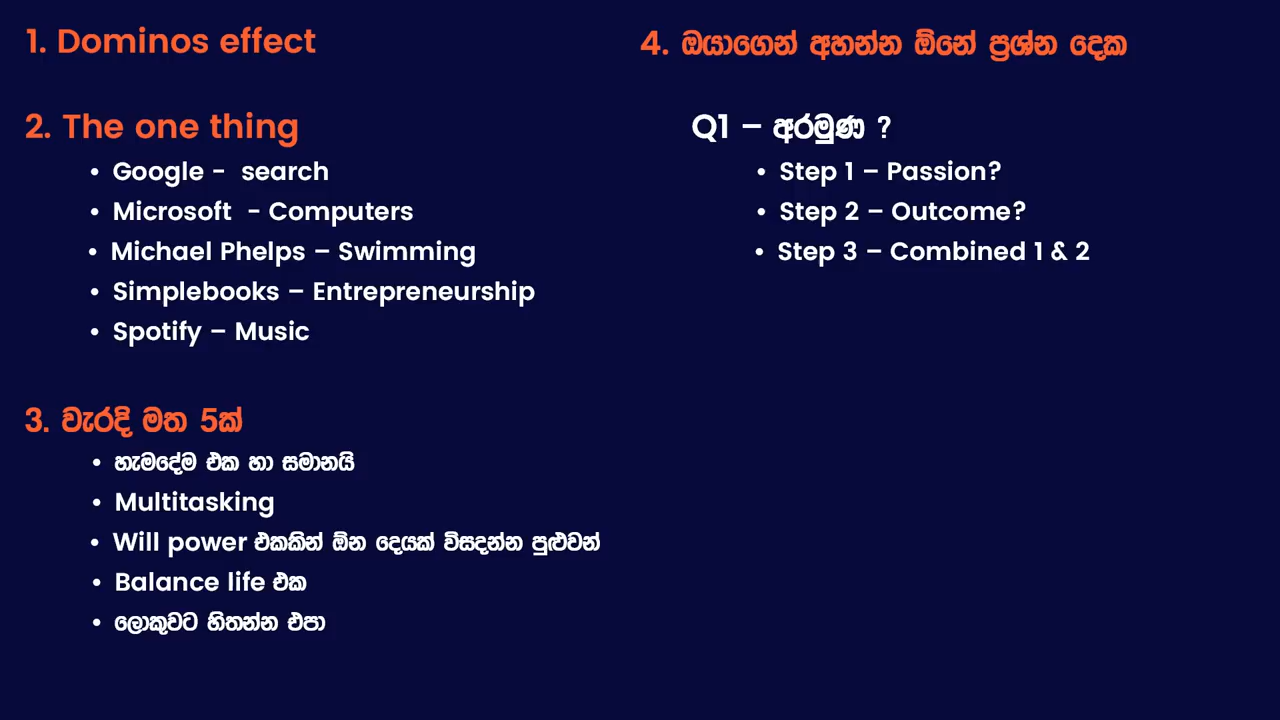 1. Dominos effect
2. The one thing
• Google -  search
• Microsoft  - Computers
• Michael Phelps – Swimming
• Simplebooks – Entrepreneurship
• Spotify – Music
3. වැරදි මත 5ක්
• හැමදේම එක හා සමානයි
• Multitasking
• Will power එකකින් ඕන දෙයක් විසදන්න පුළුවන්
• Balance life එක
• ලොකුවට හිතන්න එපා
4. ඔයාගෙන් අහන්න ඕනේ ප්‍රශ්න දෙක
Q1 – අරමුණ ?
• Step 1 – Passion?
• Step 2 – Outcome?
• Step 3 – Combined 1 & 2